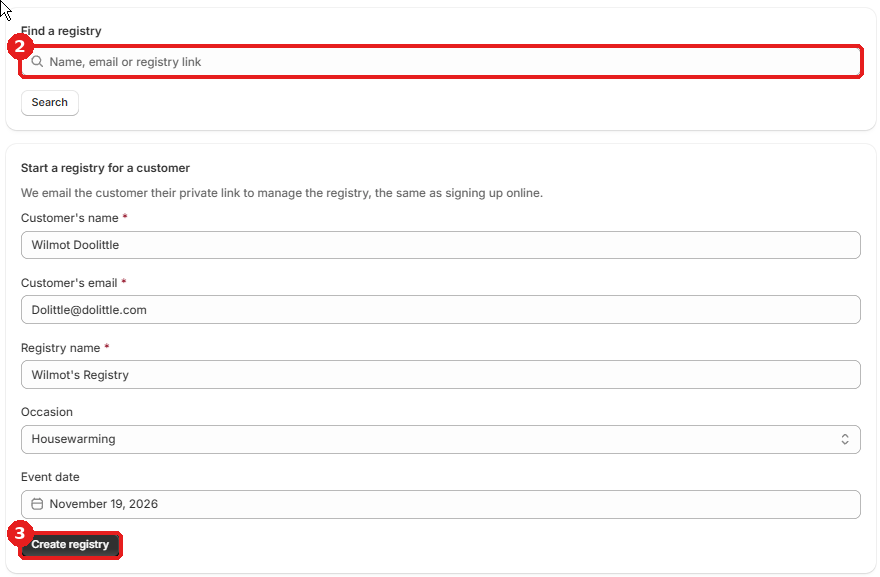 Find a registry
2
Name, email or registry link
Search
Start a registry for a customer
We email the customer their private link to manage the registry, the same as signing up online.
Customer's name *
Wilmot Doolittle
Customer's email *
Dolittle@dolittle.com
Registry name *
Wilmot's Registry
Occasion
Housewarming
Event date
November 19, 2026
3
Create registry